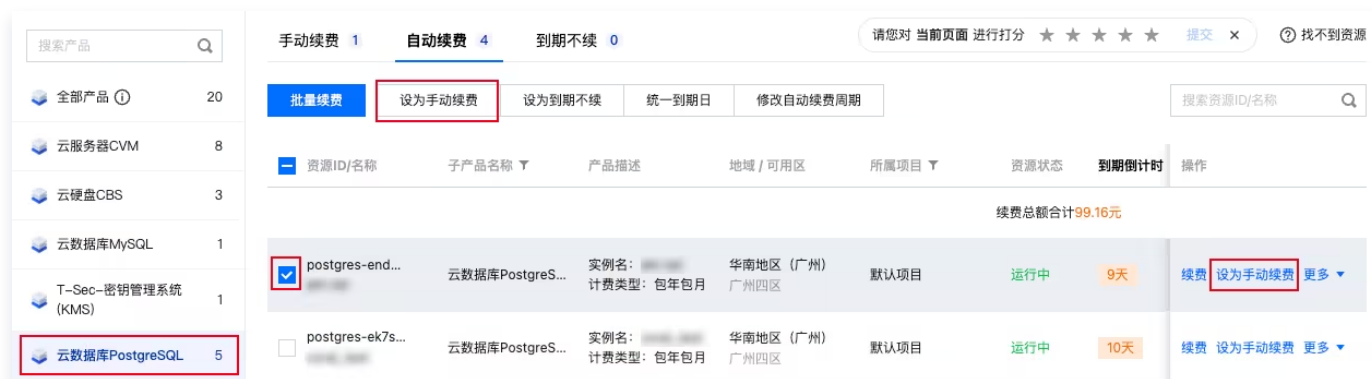 搜索产品
全部产品 20
云服务器CVM 8
云硬盘CBS 3
云数据库MySQL 1
T-Sec-密钥管理系统
(KMS) 1
云数据库PostgreSQL 5
手动续费 1 自动续费 4 到期不续 0
请您对 当前页面 进行打分 ★ ★ ★ ★ ★ 提交 × ? 找不到资源
批量续费 设为手动续费 设为到期不续 统一到期日 修改自动续费周期 搜索资源ID/名称
资源ID/名称 子产品名称 产品描述 地域 / 可用区 所属项目 资源状态 到期倒计时 操作
续费总额合计99.16元
postgres-end... 云数据库PostgreS... 实例名: 华南地区（广州） 默认项目 运行中 9天 续费 设为手动续费 更多
计费类型: 包年包月 广州四区
postgres-ek7s... 云数据库PostgreS... 实例名: 华南地区（广州） 默认项目 运行中 10天 续费 设为手动续费 更多
计费类型: 包年包月 广州四区